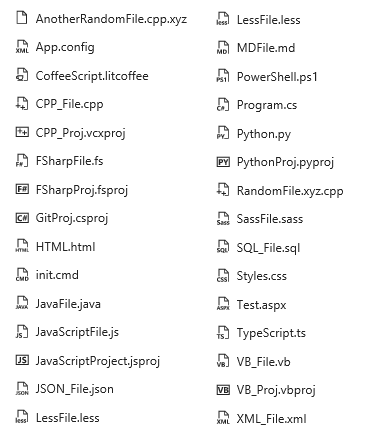 AnotherRandomFile.cpp.xyz
App.config
CoffeeScript.litcoffee
CPP_File.cpp
CPP_Proj.vcxproj
FSharpFile.fs
FSharpProj.fsproj
GitProj.csproj
HTML.html
init.cmd
JavaFile.java
JavaScriptFile.js
JavaScriptProject.jsproj
JSON_File.json
LessFile.less
LessFile.less
MDFile.md
PowerShell.ps1
Program.cs
Python.py
PythonProj.pyproj
RandomFile.xyz.cpp
SassFile.sass
SQL_File.sql
Styles.css
Test.aspx
TypeScript.ts
VB_File.vb
VB_Proj.vbproj
XML_File.xml